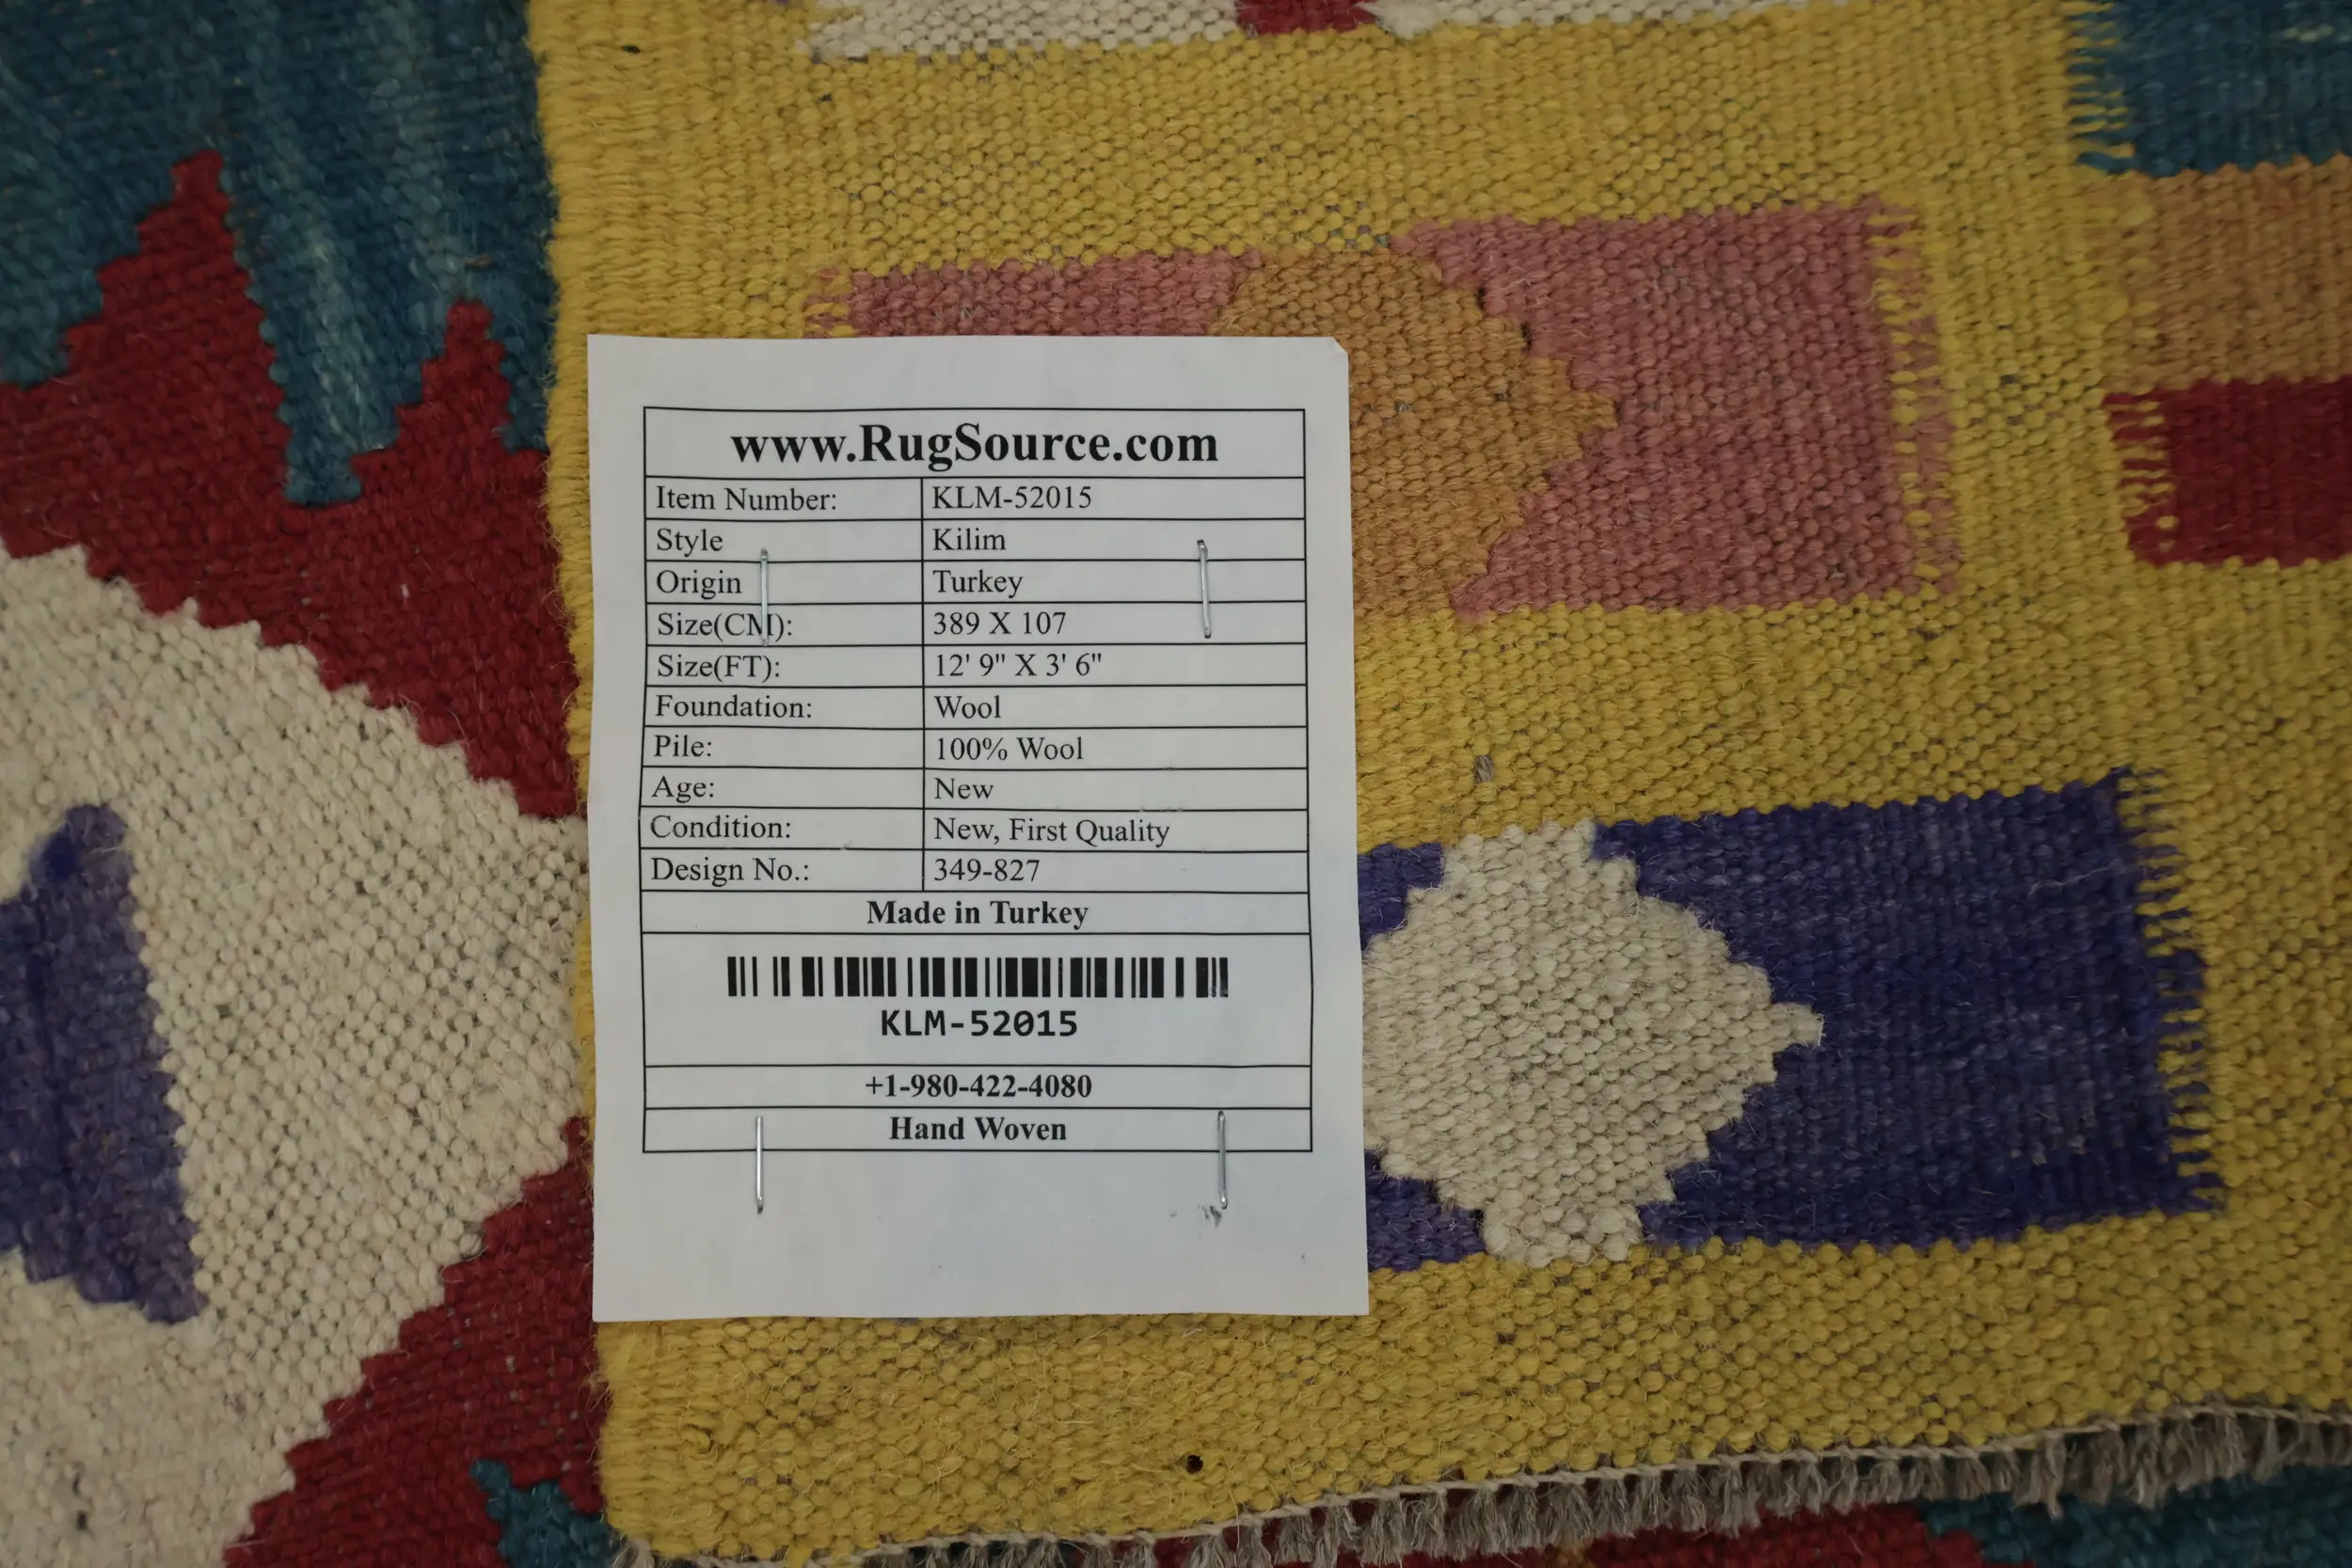 www.RugSource.com
Item Number: KLM-52015
Style Kilim
Origin Turkey
Size(CM): 389 X 107
Size(FT): 12' 9" X 3' 6"
Foundation: Wool
Pile: 100% Wool
Age: New
Condition: New, First Quality
Design No.: 349-827
Made in Turkey
KLM-52015
+1-980-422-4080
Hand Woven